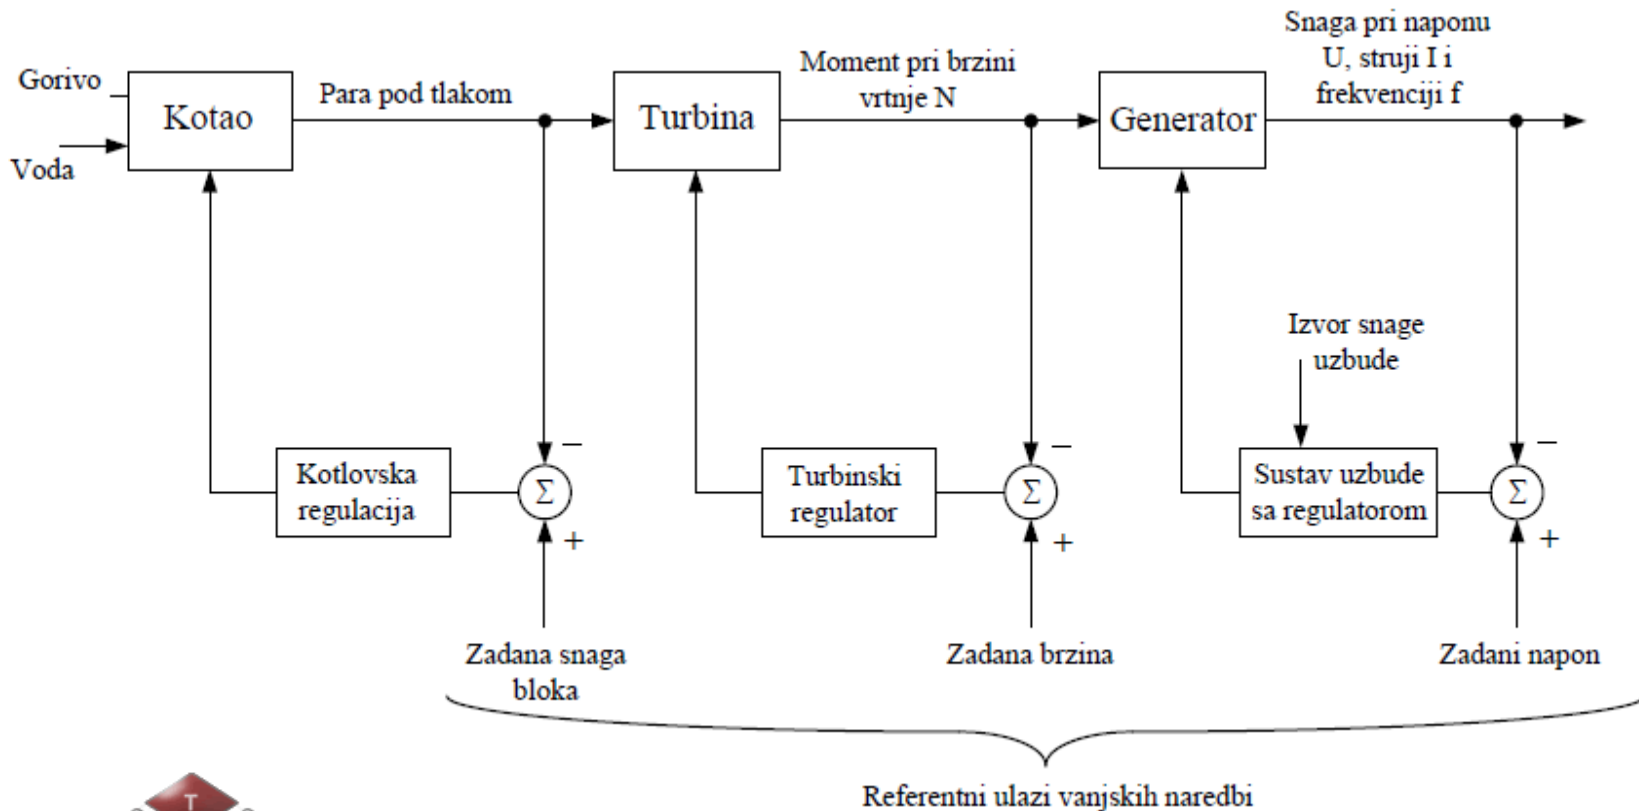 Gorivo
Voda
Kotao
Para pod tlakom
Turbina
Moment pri brzini
vrtnje N
Generator
Snaga pri naponu
U, struji I i
frekvenciji f
Izvor snage
uzbude
Kotlovska
regulacija
Σ
−
+
Turbinski
regulator
Σ
−
+
Sustav uzbude
sa regulatorom
Σ
−
+
Zadana snaga
bloka
Zadana brzina
Zadani napon
Referentni ulazi vanjskih naredbi
T